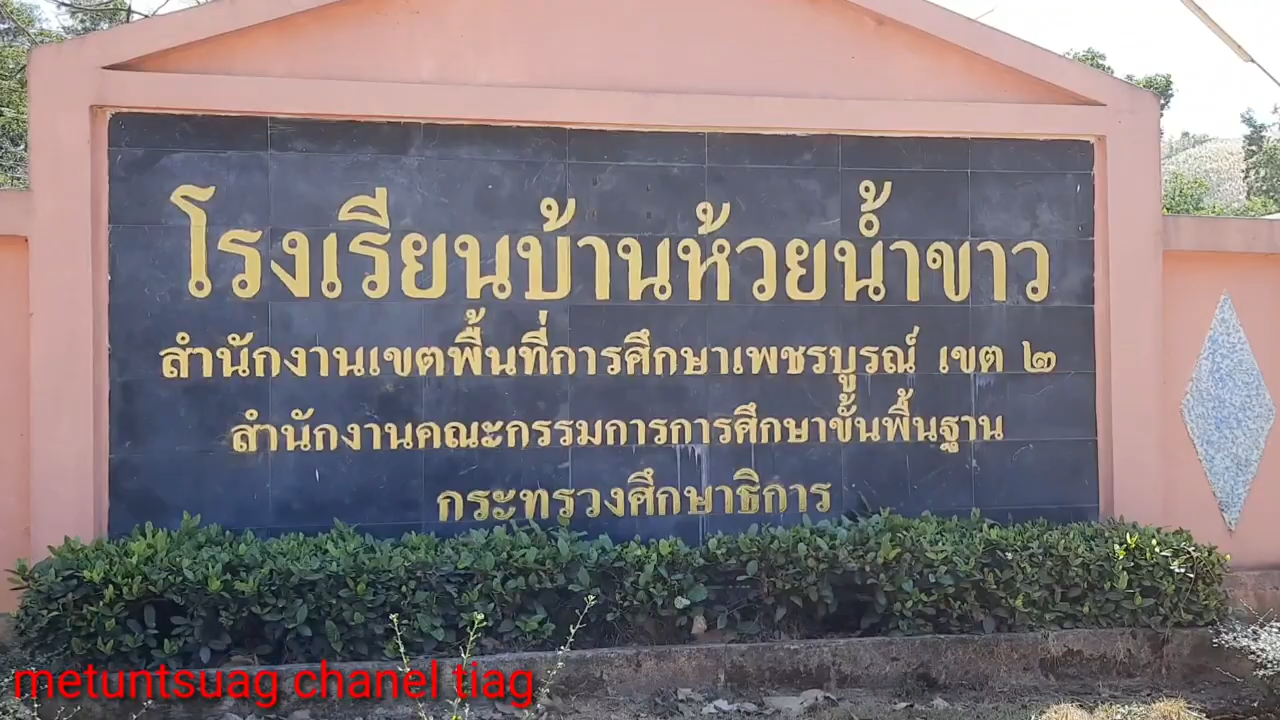 โรงเรียนบ้านห้วยน้ำขาว
สำนักงานเขตพื้นที่การศึกษาเพชรบูรณ์ เขต ๒
สำนักงานคณะกรรมการการศึกษาขั้นพื้นฐาน
กระทรวงศึกษาธิการ
metuntsuag chanel tiag